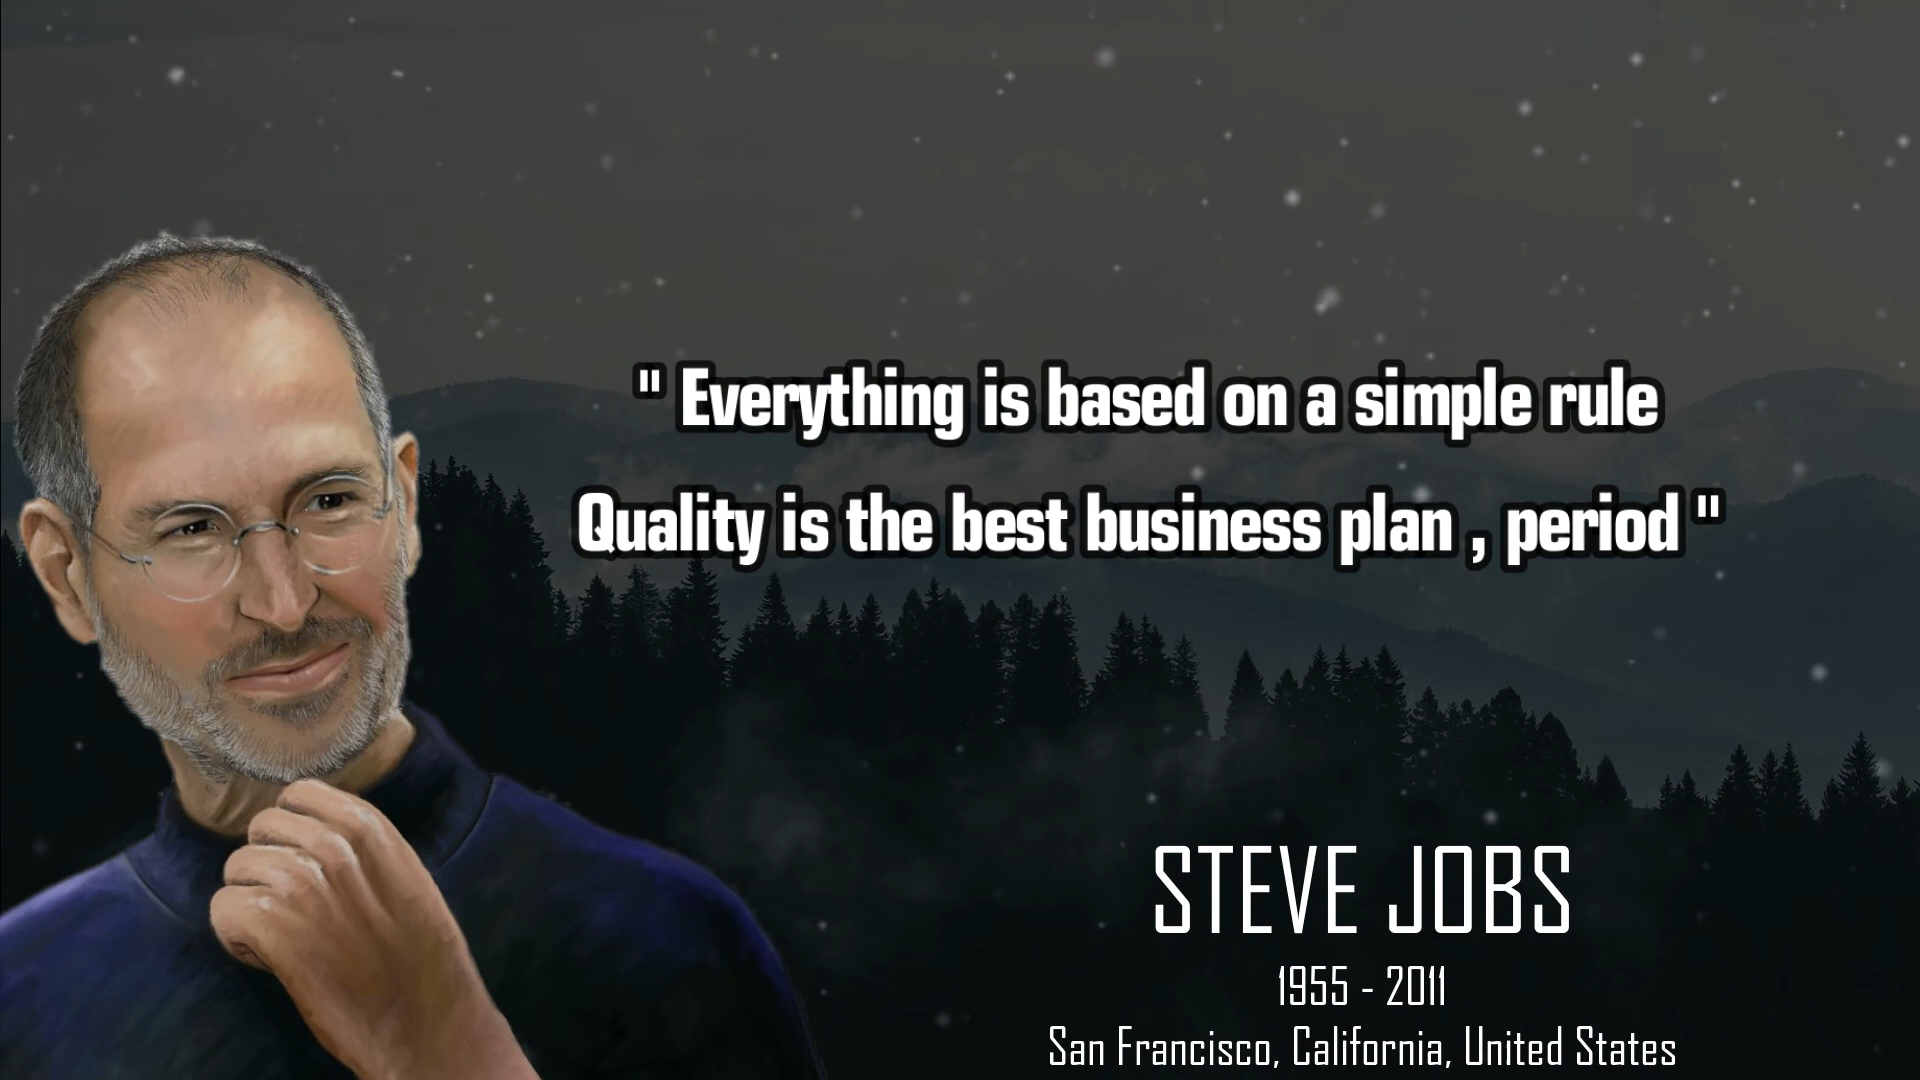 " Everything is based on a simple rule
Quality is the best business plan , period "
STEVE JOBS
1955 - 2011
San Francisco, California, United States